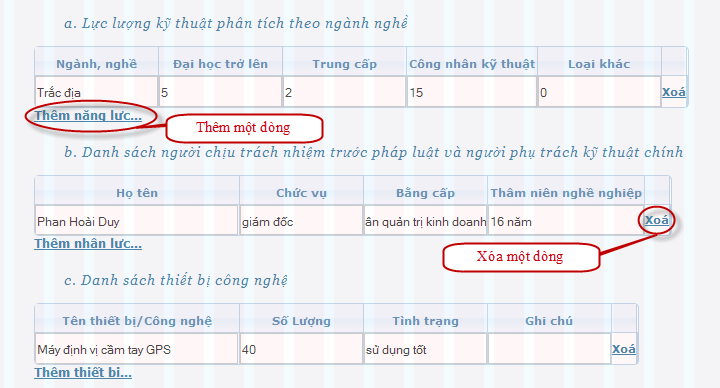 a. Lực lượng kỹ thuật phân tích theo ngành nghề
Ngành, nghề Đại học trở lên Trung cấp Công nhân kỹ thuật Loại khác
Trắc địa 5 2 15 0 Xoá
Thêm năng lực...
Thêm một dòng
b. Danh sách người chịu trách nhiệm trước pháp luật và người phụ trách kỹ thuật chính
Họ tên Chức vụ Bằng cấp Thâm niên nghề nghiệp
Phan Hoài Duy giám đốc ân quản trị kinh doanh 16 năm Xoá
Thêm nhân lực...
Xóa một dòng
c. Danh sách thiết bị công nghệ
Tên thiết bị/Công nghệ Số Lượng Tình trạng Ghi chú
Máy định vị cầm tay GPS 40 sử dụng tốt Xoá
Thêm thiết bị...